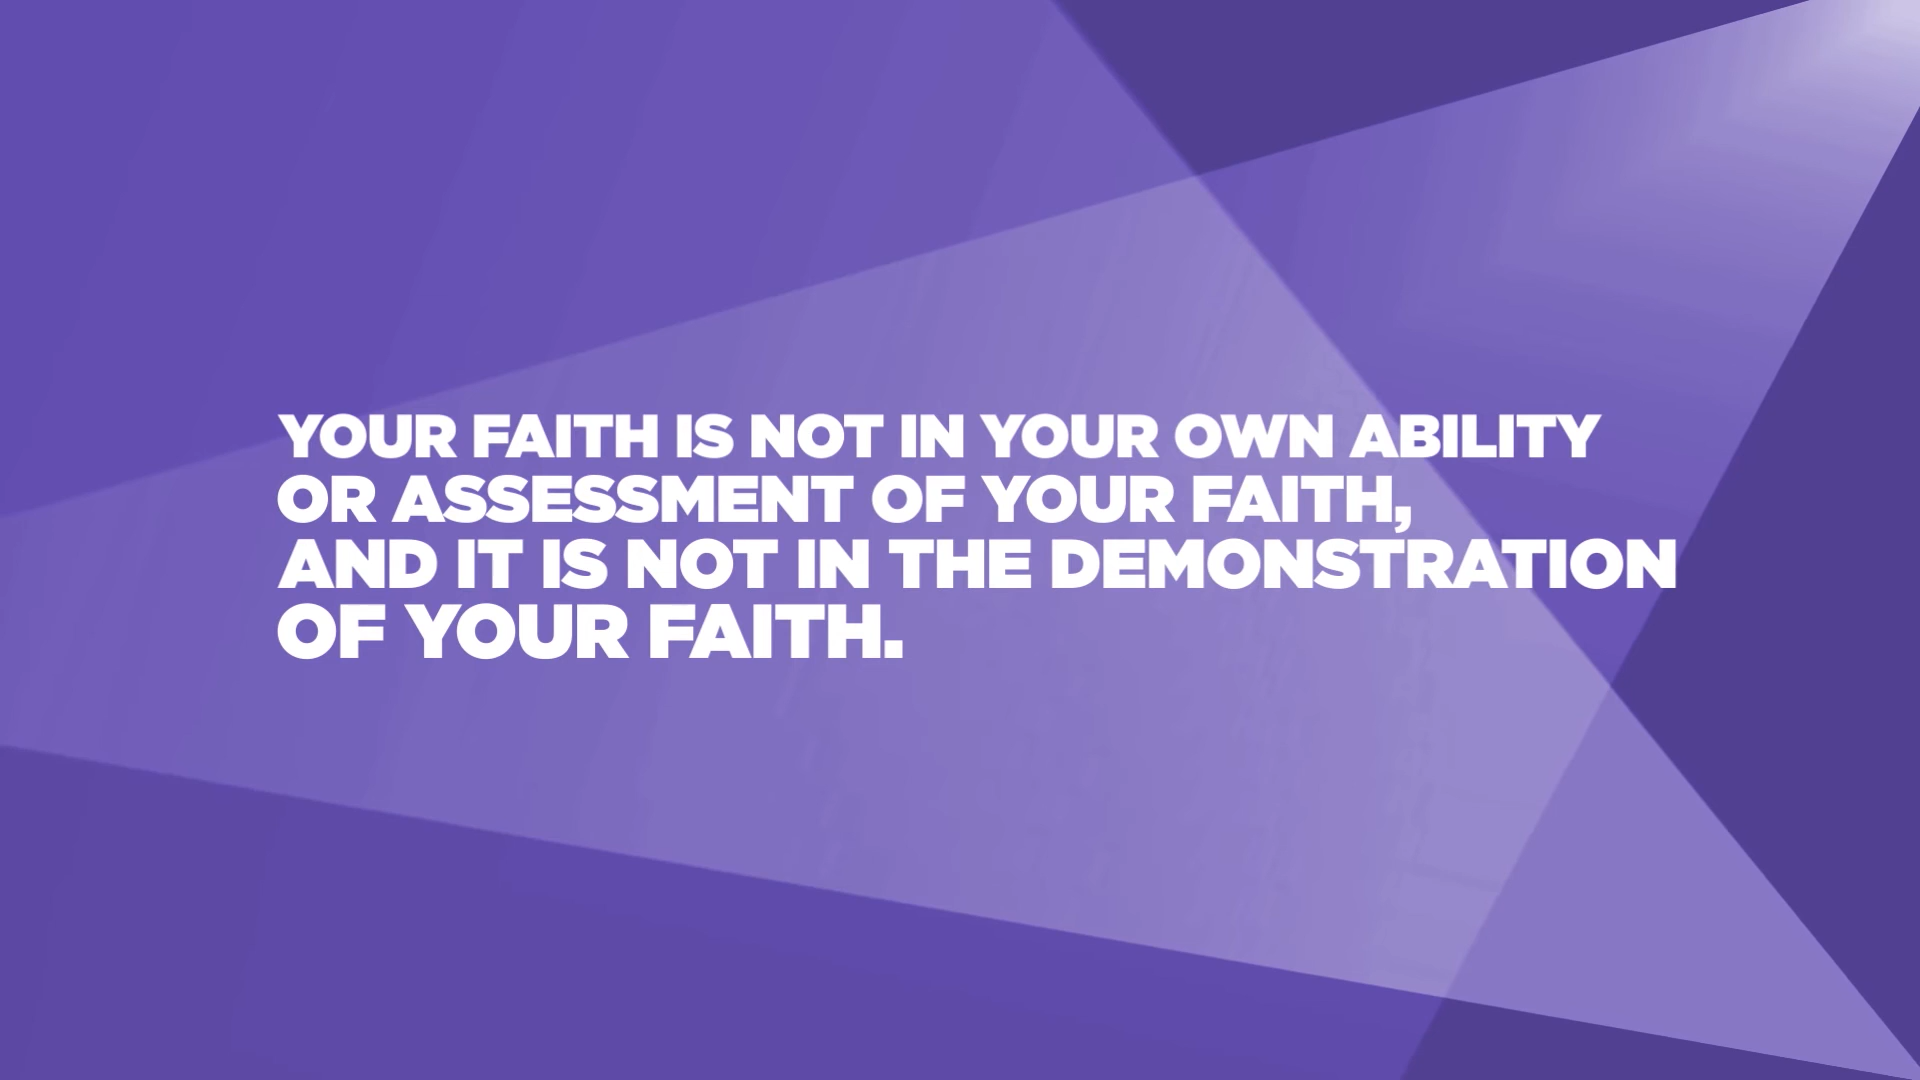 YOUR FAITH IS NOT IN YOUR OWN ABILITY
OR ASSESSMENT OF YOUR FAITH,
AND IT IS NOT IN THE DEMONSTRATION
OF YOUR FAITH.